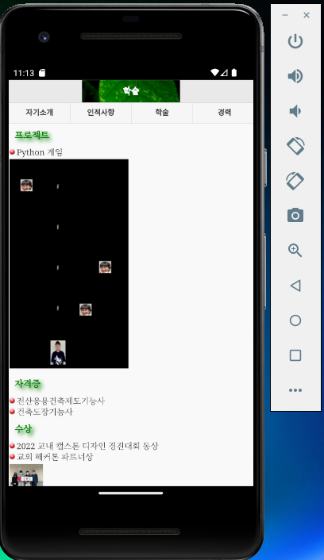 11:13
학술
자기소개 인적사항 학술 경력
프로젝트
Python 게임
자격증
전산응용건축제도기능사
건축도장기능사
수상
2022 교내 캡스톤 디자인 경진대회 동상
교외 해커톤 파트너상